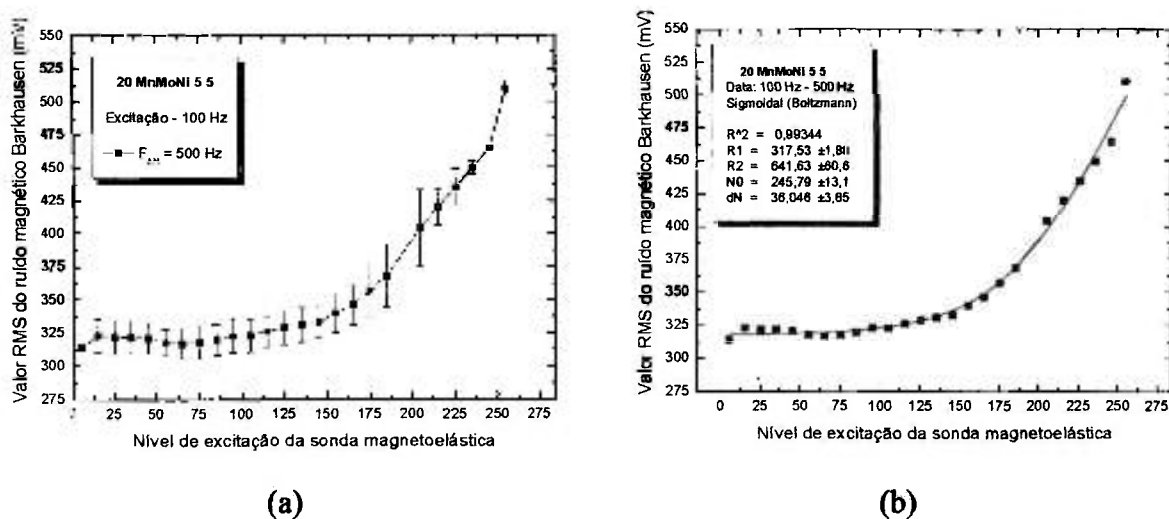 Valor RMS do ruído magnético Barkhausen (mV)
550
525
500
475
450
425
400
375
350
325
300
275
20 MnMoNi 5 5
Excitação - 100 Hz
= 500 Hz
25 50 75 100 125 150 175 200 225 250 275
Nível de excitação da sonda magnetoelástica
(a)
Valor RMS do ruído magnético Barkhausen (mV)
550
525
500
475
450
425
400
375
350
325
300
275
20 MnMoNi 5 5
Data: 100 Hz - 500 Hz
Sigmoidal (Boltzmann)
R^2 = 0,99344
R1 = 317,53
R2 = 641,63 ±60,6
N0 = 245,79 ±13,1
dN = 36,046
0 25 50 75 100 125 150 175 200 225 250 275
Nível de excitação da sonda magnetoelástica
(b)